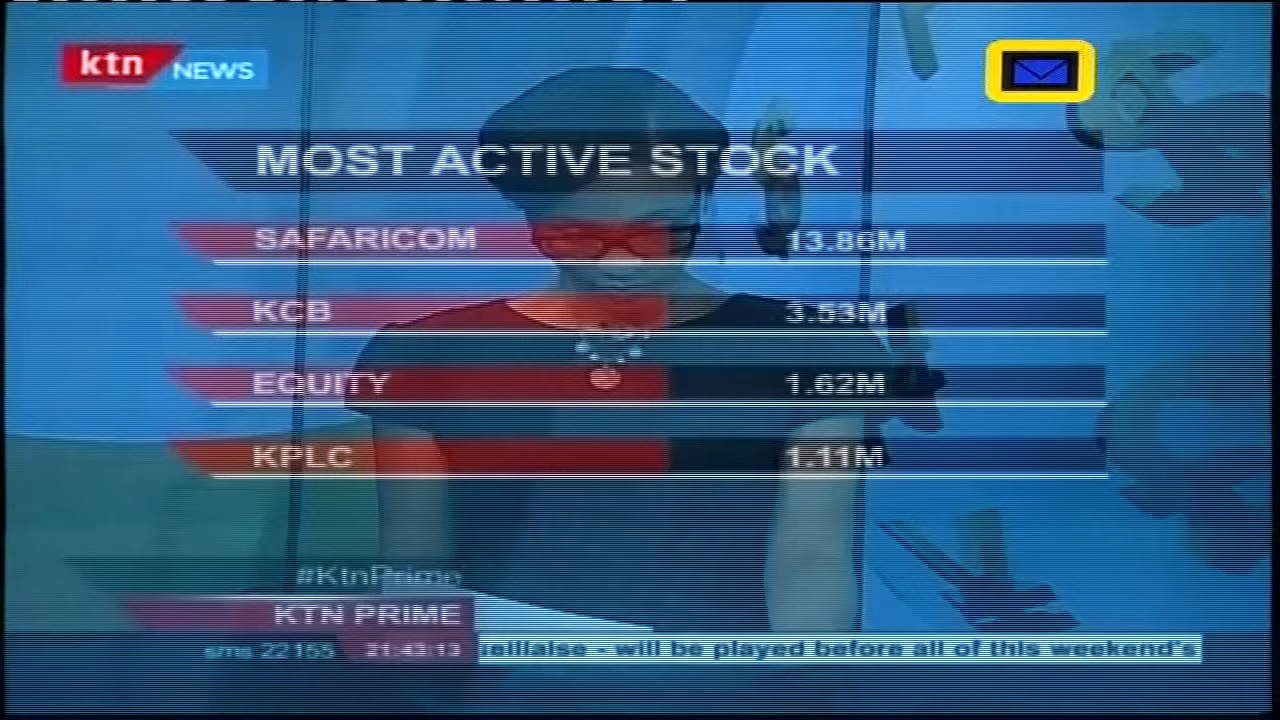 ktn NEWS
MOST ACTIVE STOCK
SAFARICOM 13.86M
KCB 3.53M
EQUITY 1.62M
KPLC 1.11M
#KtnPrime
KTN PRIME
sms 22155 21:43:13 - will be played before all of this weekend's